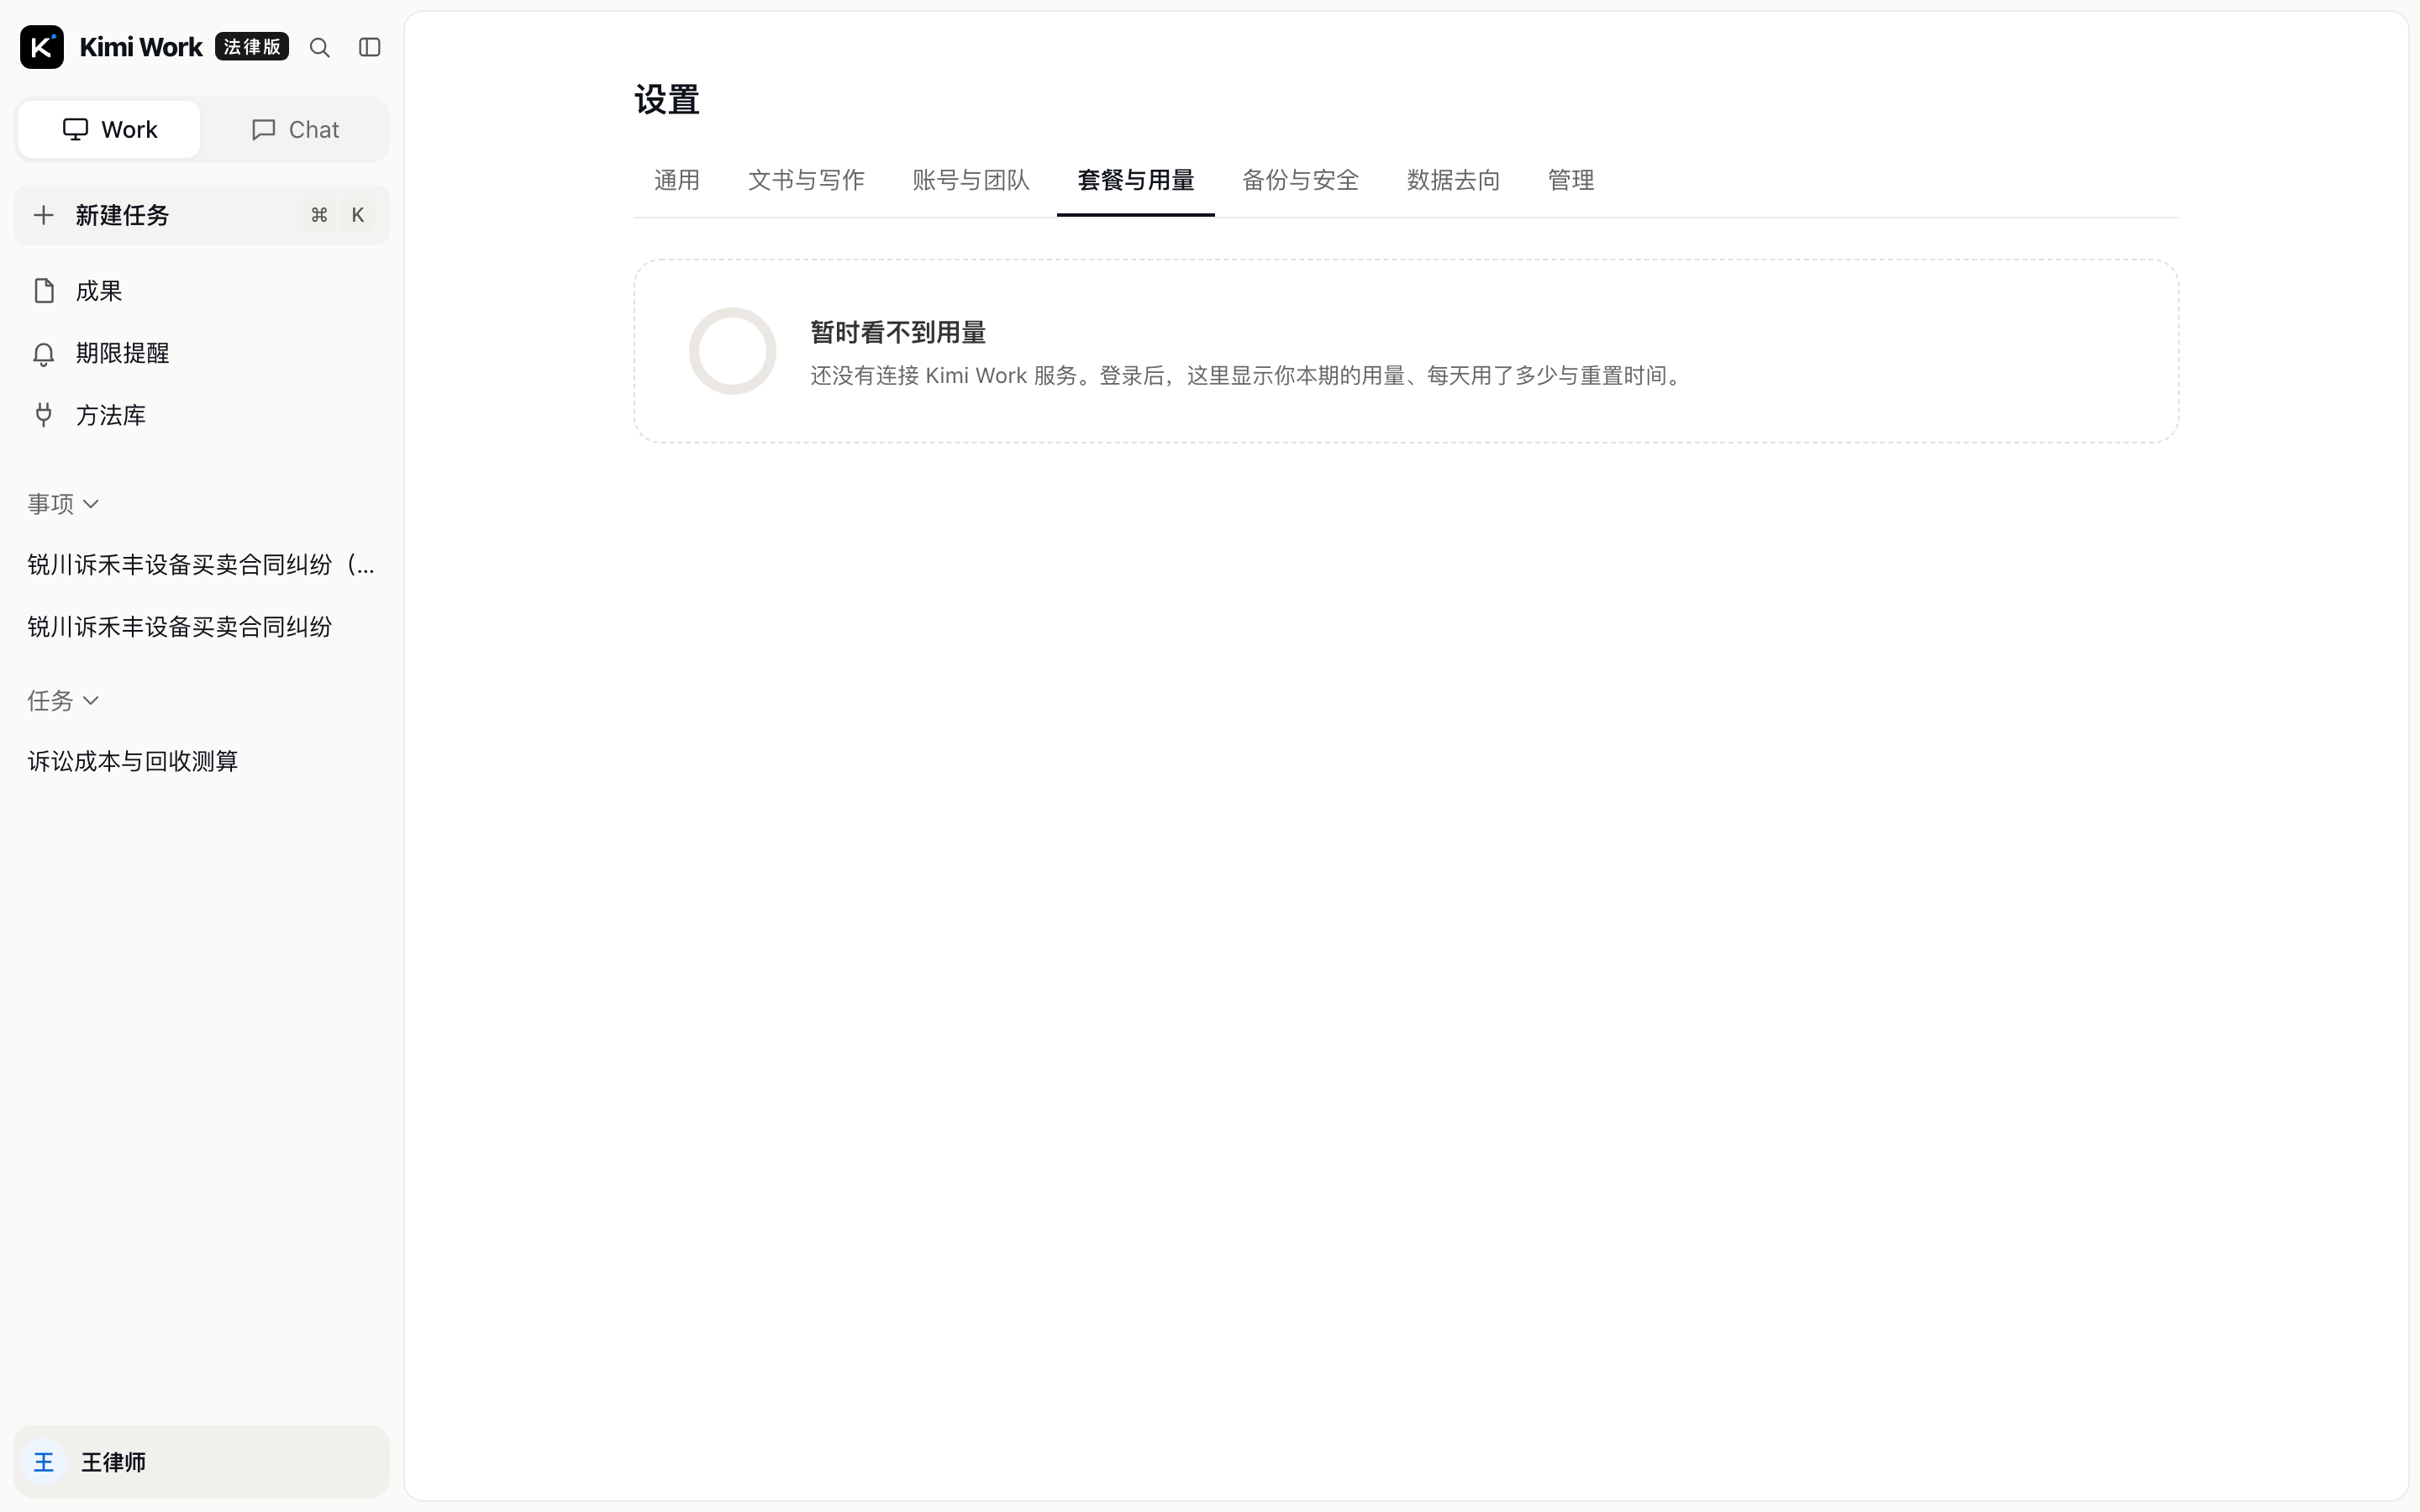 Kimi Work 法律版
Work
Chat
新建任务 ⌘ K
成果
期限提醒
方法库
事项
锐川诉禾丰设备买卖合同纠纷（...
锐川诉禾丰设备买卖合同纠纷
任务
诉讼成本与回收测算
王 王律师
设置
通用 文书与写作 账号与团队 套餐与用量 备份与安全 数据去向 管理
暂时看不到用量
还没有连接 Kimi Work 服务。登录后，这里显示你本期的用量、每天用了多少与重置时间。